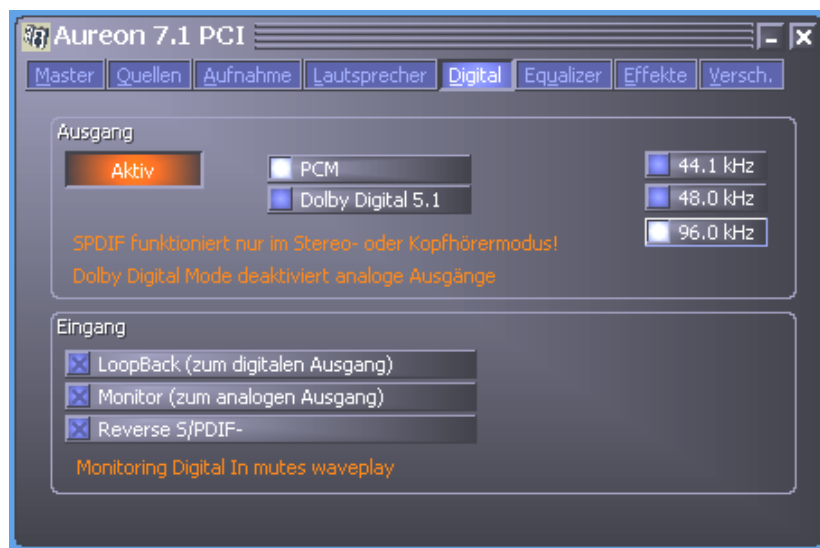 Aureon 7.1 PCI
Master Quellen Aufnahme Lautsprecher Digital Equalizer Effekte Versch.
Ausgang
Aktiv
PCM
Dolby Digital 5.1
44.1 kHz
48.0 kHz
96.0 kHz
SPDIF funktioniert nur im Stereo- oder Kopfhörermodus!
Dolby Digital Mode deaktiviert analoge Ausgänge
Eingang
LoopBack (zum digitalen Ausgang)
Monitor (zum analogen Ausgang)
Reverse S/PDIF-
Monitoring Digital In mutes waveplay